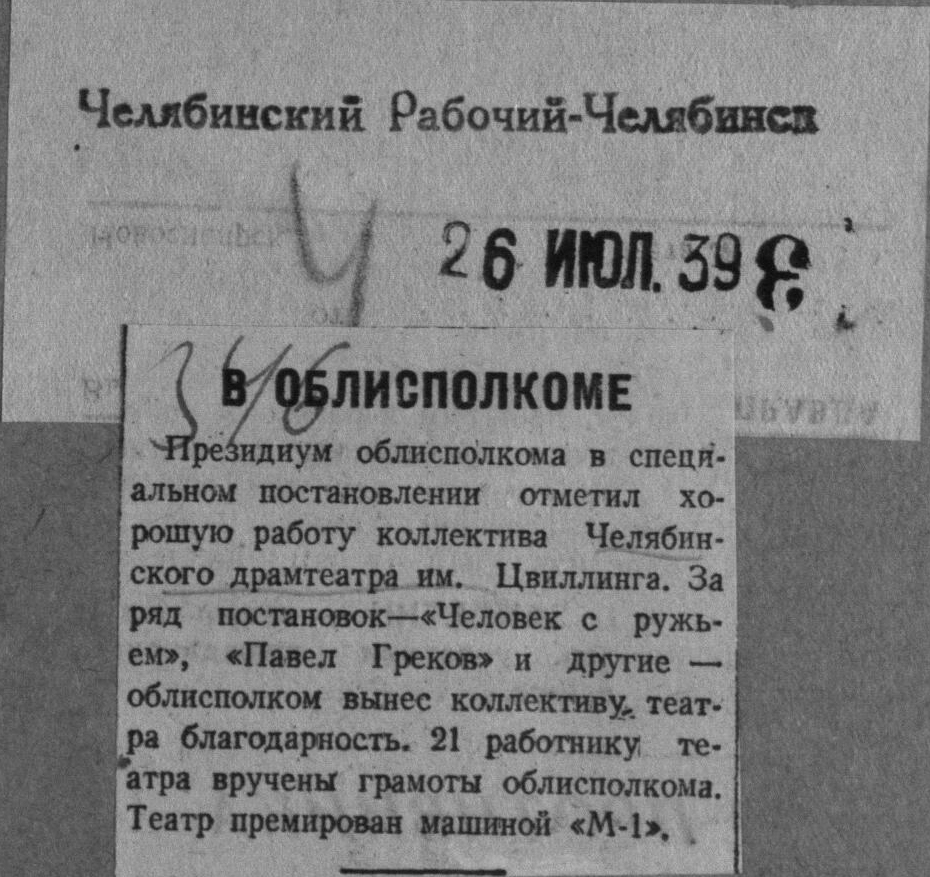 Челябинский Рабочий-Челябинск
Ч
26 ИЮЛ. 39
346
В ОБЛИСПОЛКОМЕ
Президиум облисполкома в специ-
альном постановлении отметил хо-
рошую работу коллектива Челябин-
ского драмтеатра им. Цвиллинга. За
ряд постановок—«Человек с ружь-
ем», «Павел Греков» и другие —
облисполком вынес коллективу театр-
ра благодарность. 21 работнику те-
атра вручены грамоты облисполкома.
Театр премирован машиной «М-1».